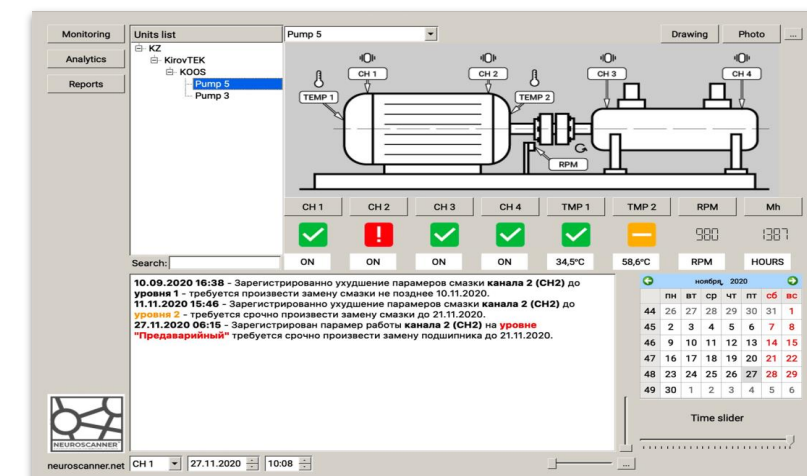 Monitoring
Analytics
Reports
Units list
KZ
KirovTEK
KOOS
Pump 5
Pump 3
Search:
Pump 5
Drawing
Photo
...
CH 1
CH 2
CH 3
CH 4
TEMP 1
TEMP 2
RPM
CH 1
CH 2
CH 3
CH 4
TMP 1
TMP 2
RPM
Mh
980
1387
ON
ON
ON
ON
34,5°C
58,6°C
RPM
HOURS
10.09.2020 16:38 - Зарегистрированно ухудшение парамеров смазки канала 2 (CH2) до
уровня 1 - требуется произвести замену смазки не позднее 10.11.2020.
11.11.2020 15:46 - Зарегистрированно ухудшение парамеров смазки канала 2 (CH2) до
уровня 2 - требуется срочно произвести замену смазки до 21.11.2020.
27.11.2020 06:15 - Зарегистрирован парамер работы канала 2 (CH2) на уровне
"Предаварийный" требуется срочно произвести замену подшипника до 21.11.2020.
ноября, 2020
пн вт ср чт пт сб вс
44 26 27 28 29 30 31 1
45 2 3 4 5 6 7 8
46 9 10 11 12 13 14 15
47 16 17 18 19 20 21 22
48 23 24 25 26 27 28 29
49 30 1 2 3 4 5 6
Time slider
NEUROSCANNER
neuroscanner.net
CH 1
27.11.2020
10:08
...